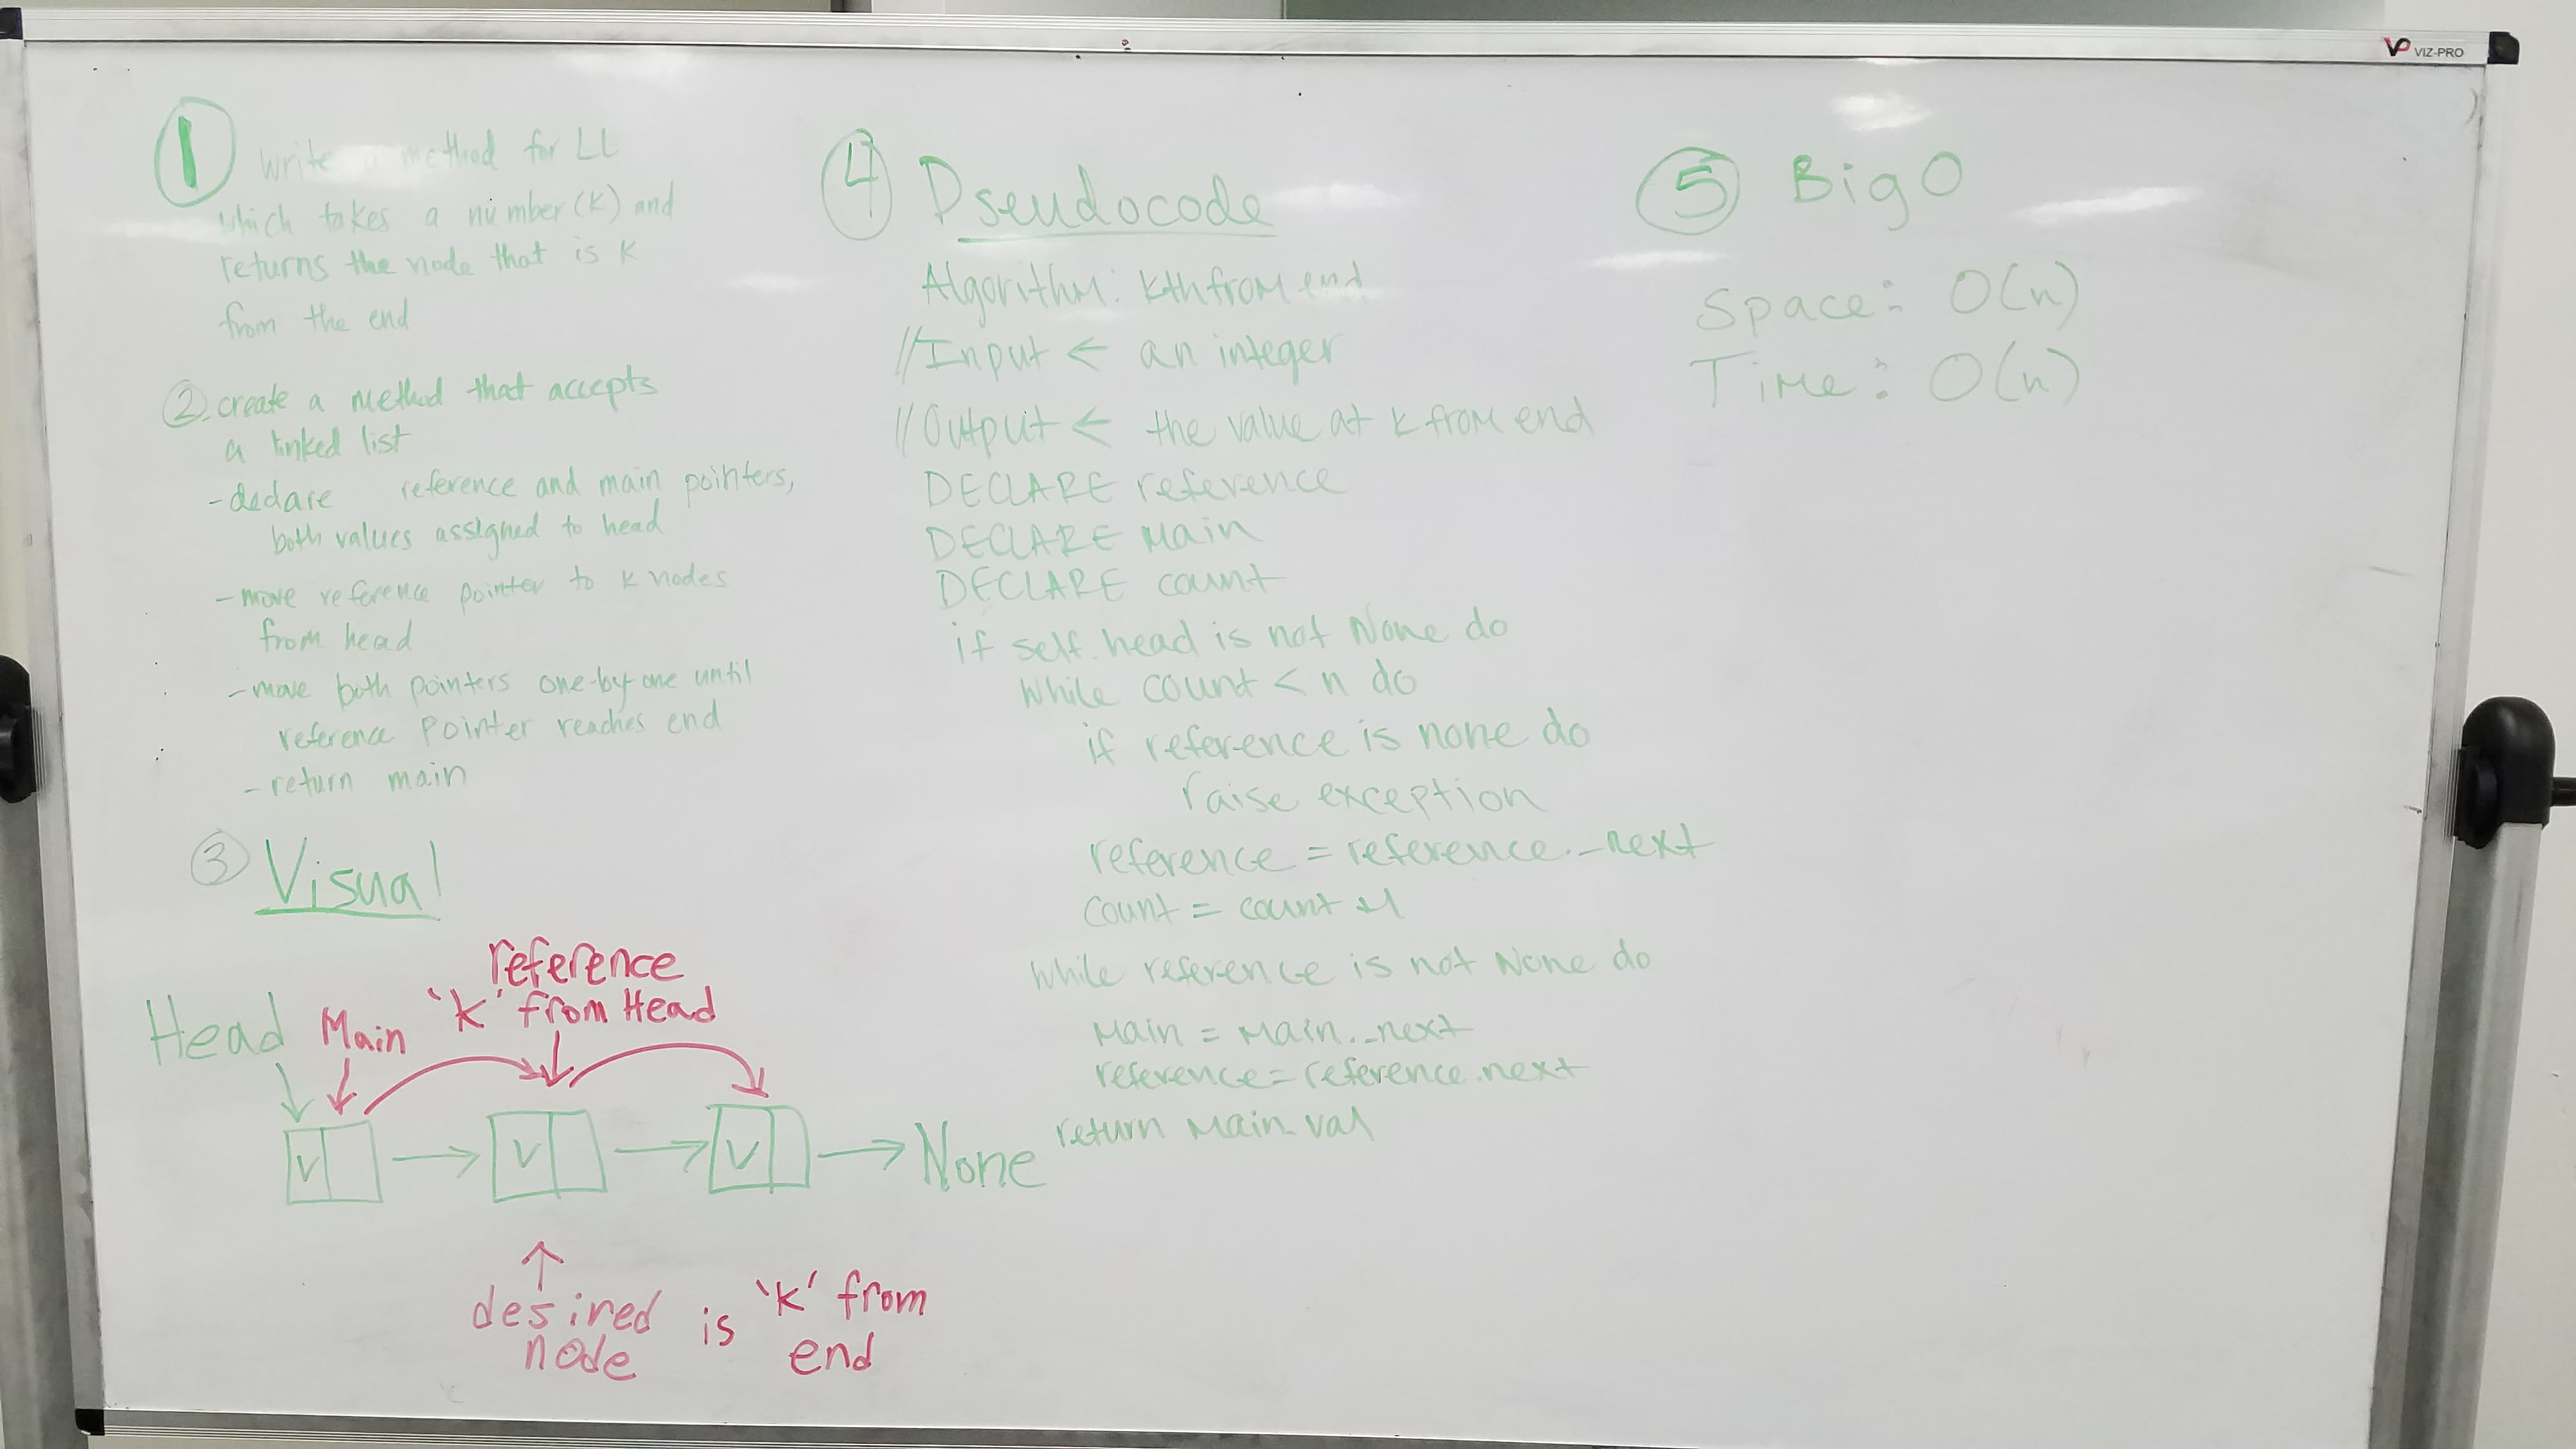 VIZ-PRO
1 write a method for LL
which takes a number (k) and
returns the node that is k
from the end
2 create a method that accepts
a linked list
- declare reference and main pointers,
both values assigned to head
- move reference pointer to k nodes
from head
- move both pointers one-by-one until
reference pointer reaches end
- return main
3 Visual
reference
'k' from Head
Head Main
V V V None
desired node is 'k' from end
4 Pseudocode
Algorithm: kthfromend
//Input ← an integer
//Output ← the value at k from end
DECLARE reference
DECLARE main
DECLARE count
if self.head is not None do
while count < n do
if reference is none do
raise exception
reference = reference._next
count = count +1
while reference is not None do
main = main._next
reference = reference.next
return main.val
5 Big O
Space: O(n)
Time: O(n)